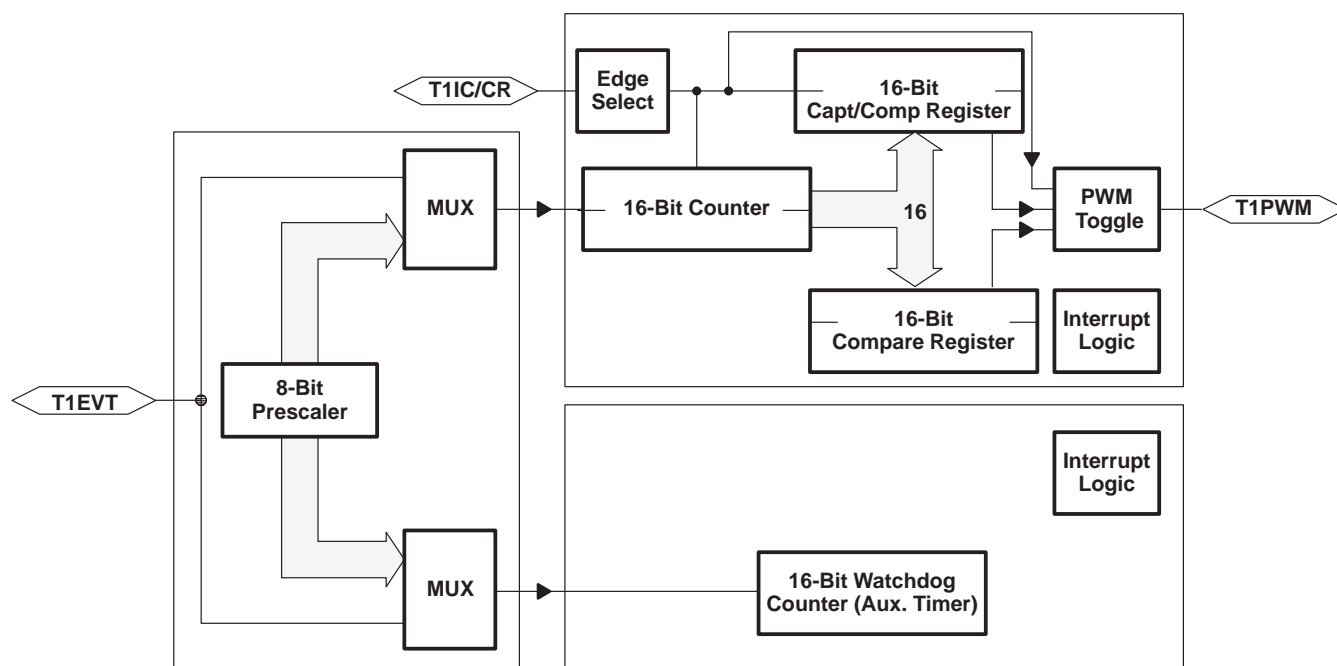 T1IC/CR
Edge
Select
16-Bit
Capt/Comp Register
MUX
16-Bit Counter
16
PWM
Toggle
T1PWM
16-Bit
Compare Register
Interrupt
Logic
T1EVT
8-Bit
Prescaler
Interrupt
Logic
MUX
16-Bit Watchdog
Counter (Aux. Timer)